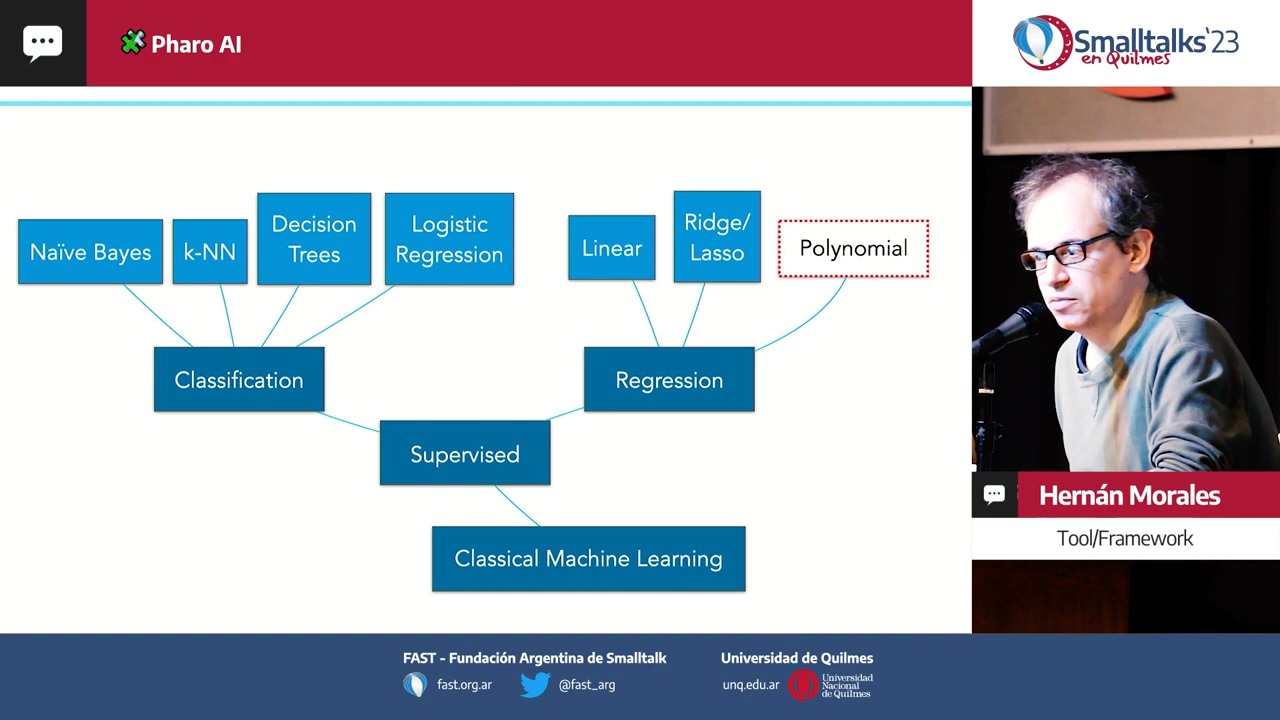 Pharo AI
Smalltalks'23
en Quilmes
Naïve Bayes
k-NN
Decision
Trees
Logistic
Regression
Linear
Ridge/
Lasso
Polynomial
Classification
Regression
Supervised
Classical Machine Learning
Hernán Morales
Tool/Framework
FAST - Fundación Argentina de Smalltalk
fast.org.ar
@fast_arg
Universidad de Quilmes
unq.edu.ar
Universidad
Nacional
de Quilmes